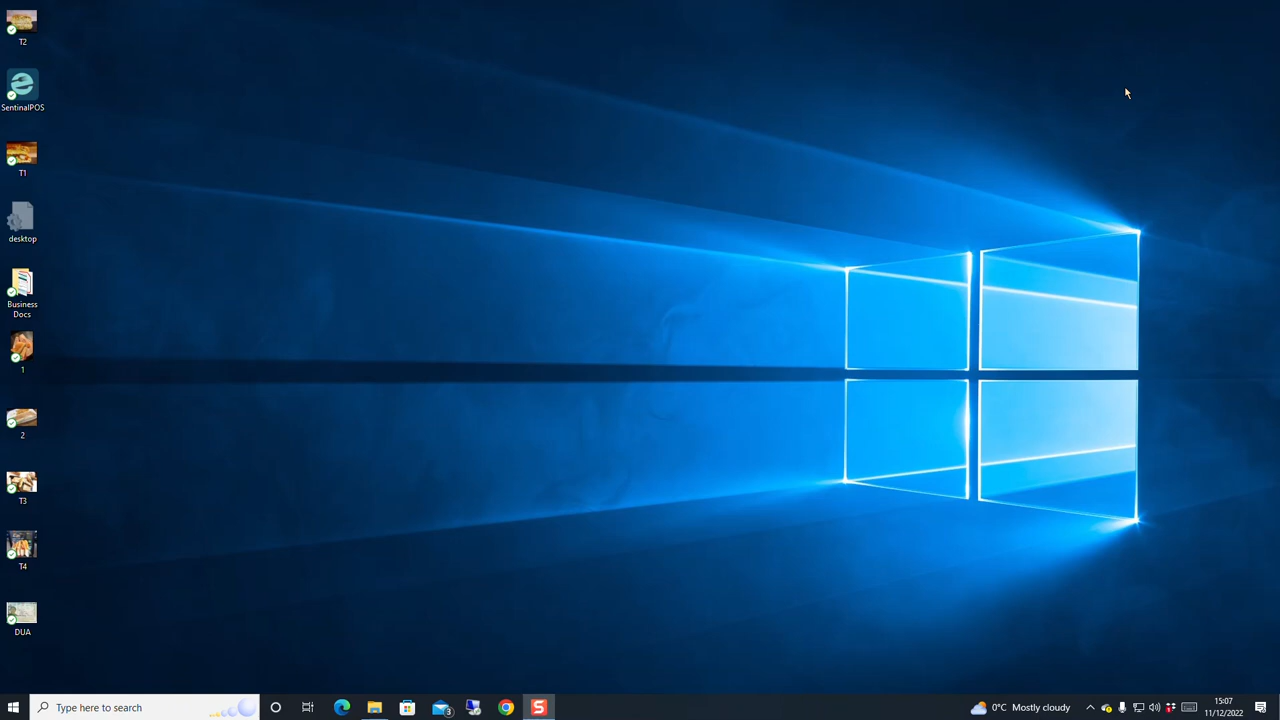 T2
SentinalPOS
T1
desktop
Business
Docs
1
2
T3
T4
DUA
Type here to search
3
S
0°C Mostly cloudy
15:07
11/12/2022